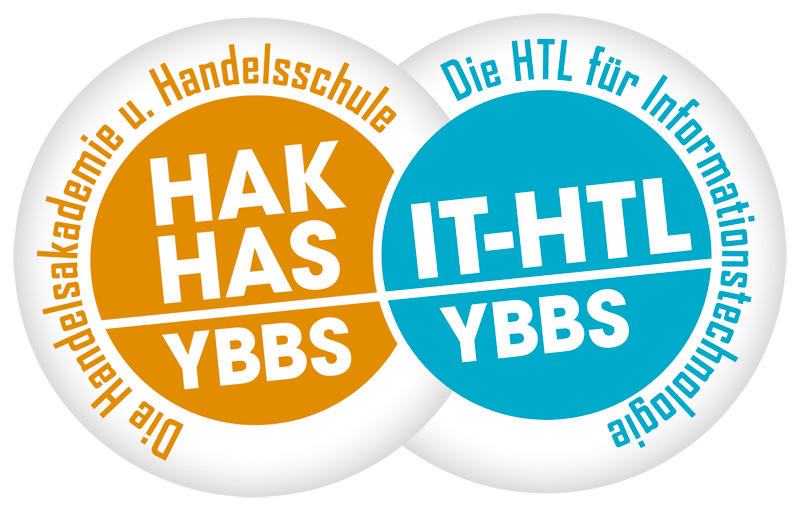 Die Handelsakademie u. Handelsschule
HAK
HAS
YBBS
Die HTL für Informationstechnologie
IT-HTL
YBBS